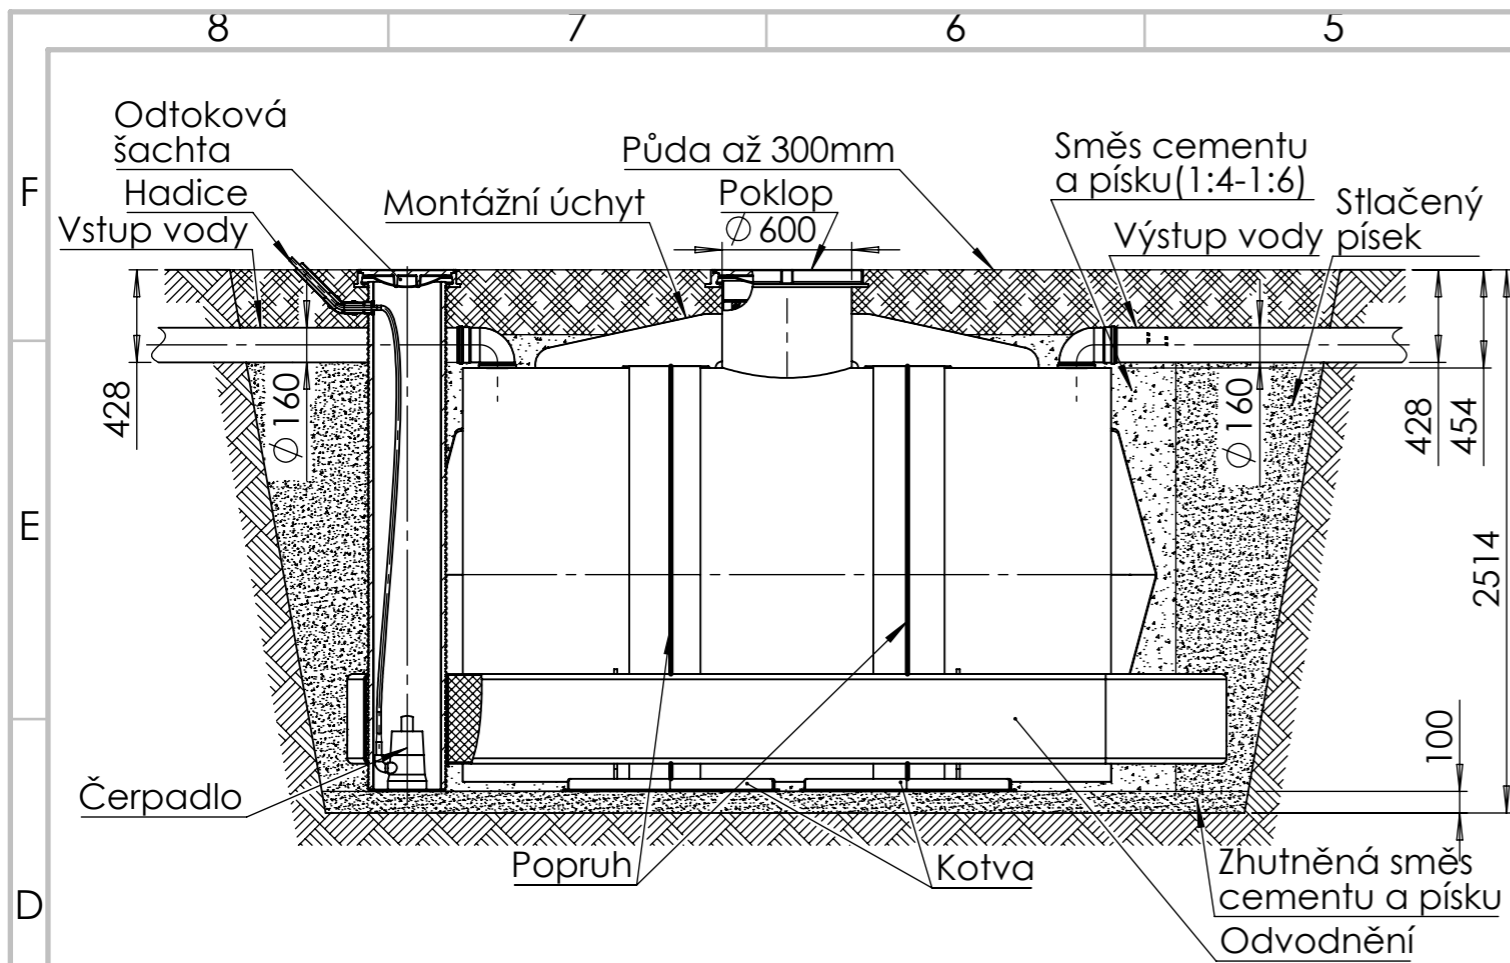 8
7
6
5
F
E
D
Odtoková
šachta
Hadice
Vstup vody
Montážní úchyt
Půda až 300mm
Poklop
∅ 600
Směs cementu
a písku(1:4-1:6)
Stlačený
písek
Výstup vody
428
∅ 160
∅ 160
428
454
2514
100
Čerpadlo
Popruh
Kotva
Zhutněná směs
cementu a písku
Odvodnění